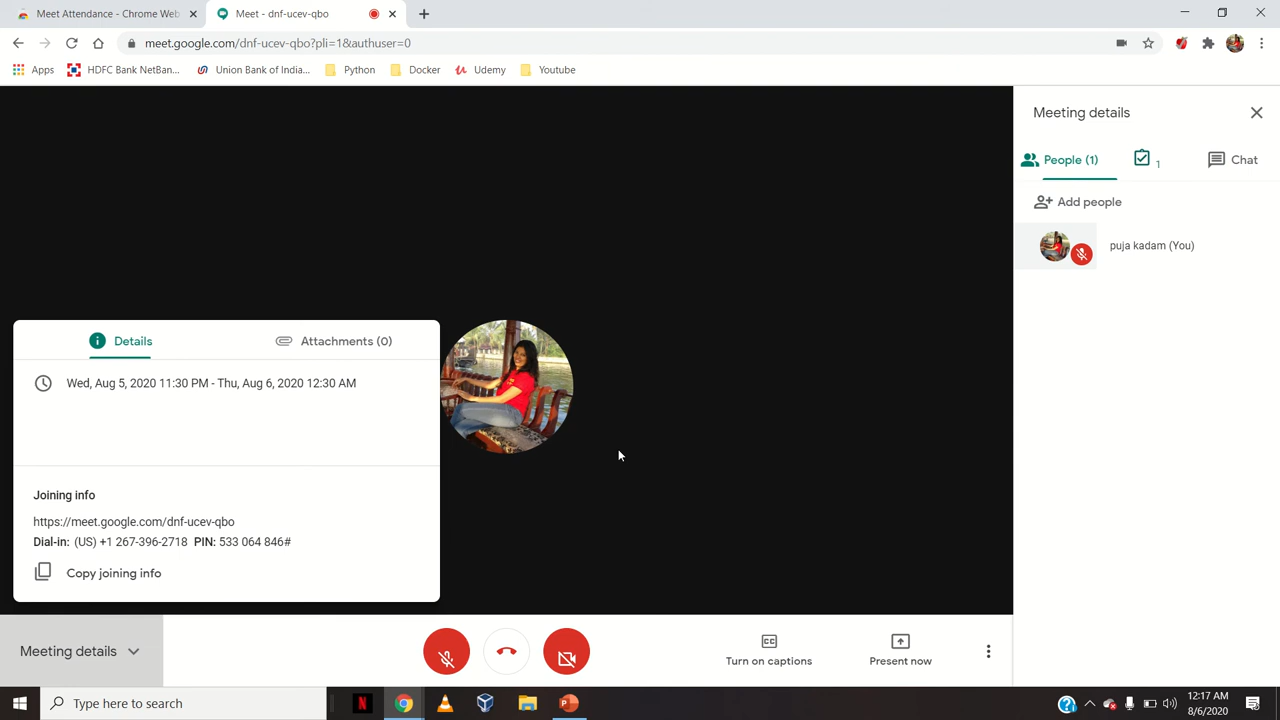 Meet Attendance - Chrome Web
Meet - dnf-ucev-qbo
meet.google.com/dnf-ucev-qbo?pli=1&authuser=0
Apps
HDFC Bank NetBan...
Union Bank of India...
Python
Docker
Udemy
Youtube
Meeting details
People (1)
1
Chat
Add people
puja kadam (You)
Details
Attachments (0)
Wed, Aug 5, 2020 11:30 PM - Thu, Aug 6, 2020 12:30 AM
Joining info
https://meet.google.com/dnf-ucev-qbo
Dial-in: (US) +1 267-396-2718 PIN: 533 064 846#
Copy joining info
Meeting details
Turn on captions
Present now
Type here to search
12:17 AM
8/6/2020